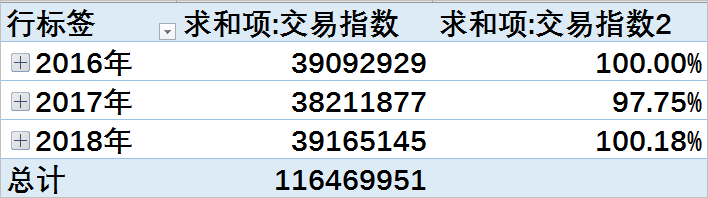 行标签 求和项:交易指数 求和项:交易指数2
2016年 39092929 100.00%
2017年 38211877 97.75%
2018年 39165145 100.18%
总计 116469951